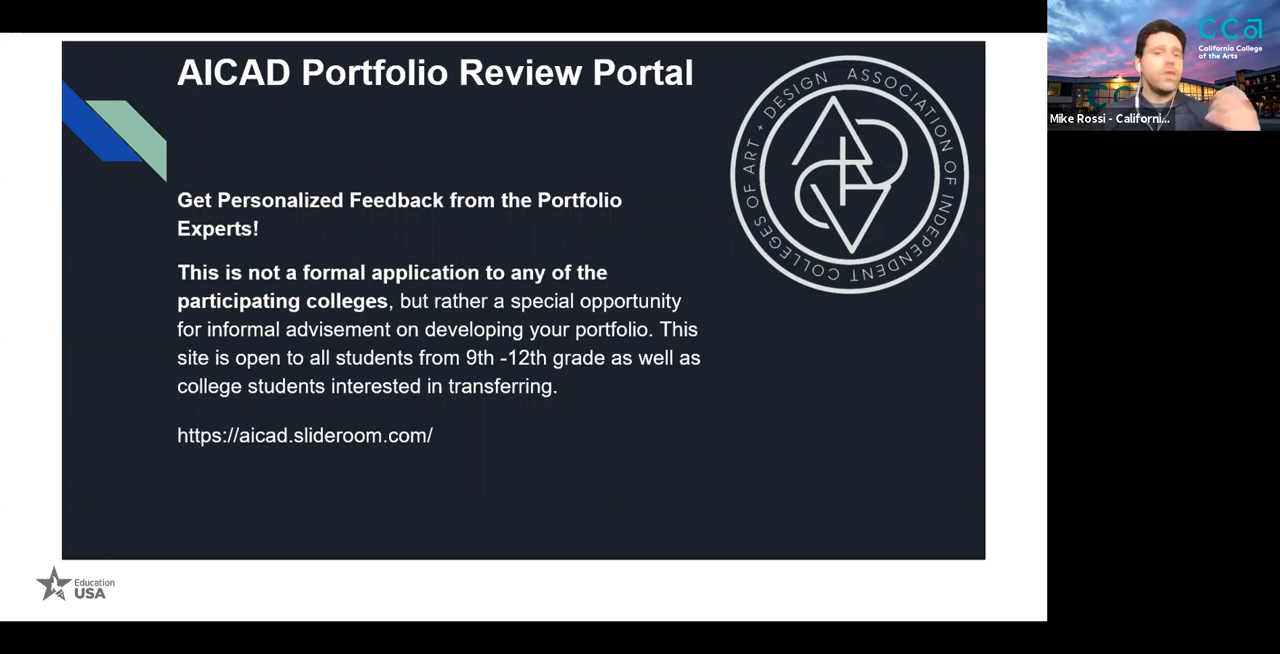 AICAD Portfolio Review Portal
ASSOCIATION OF INDEPENDENT COLLEGES OF ART + DESIGN
Get Personalized Feedback from the Portfolio
Experts!
This is not a formal application to any of the
participating colleges, but rather a special opportunity
for informal advisement on developing your portfolio. This
site is open to all students from 9th -12th grade as well as
college students interested in transferring.
https://aicad.slideroom.com/
Education
USA
CCA
California College
of the Arts
Mike Rossi - Californi...